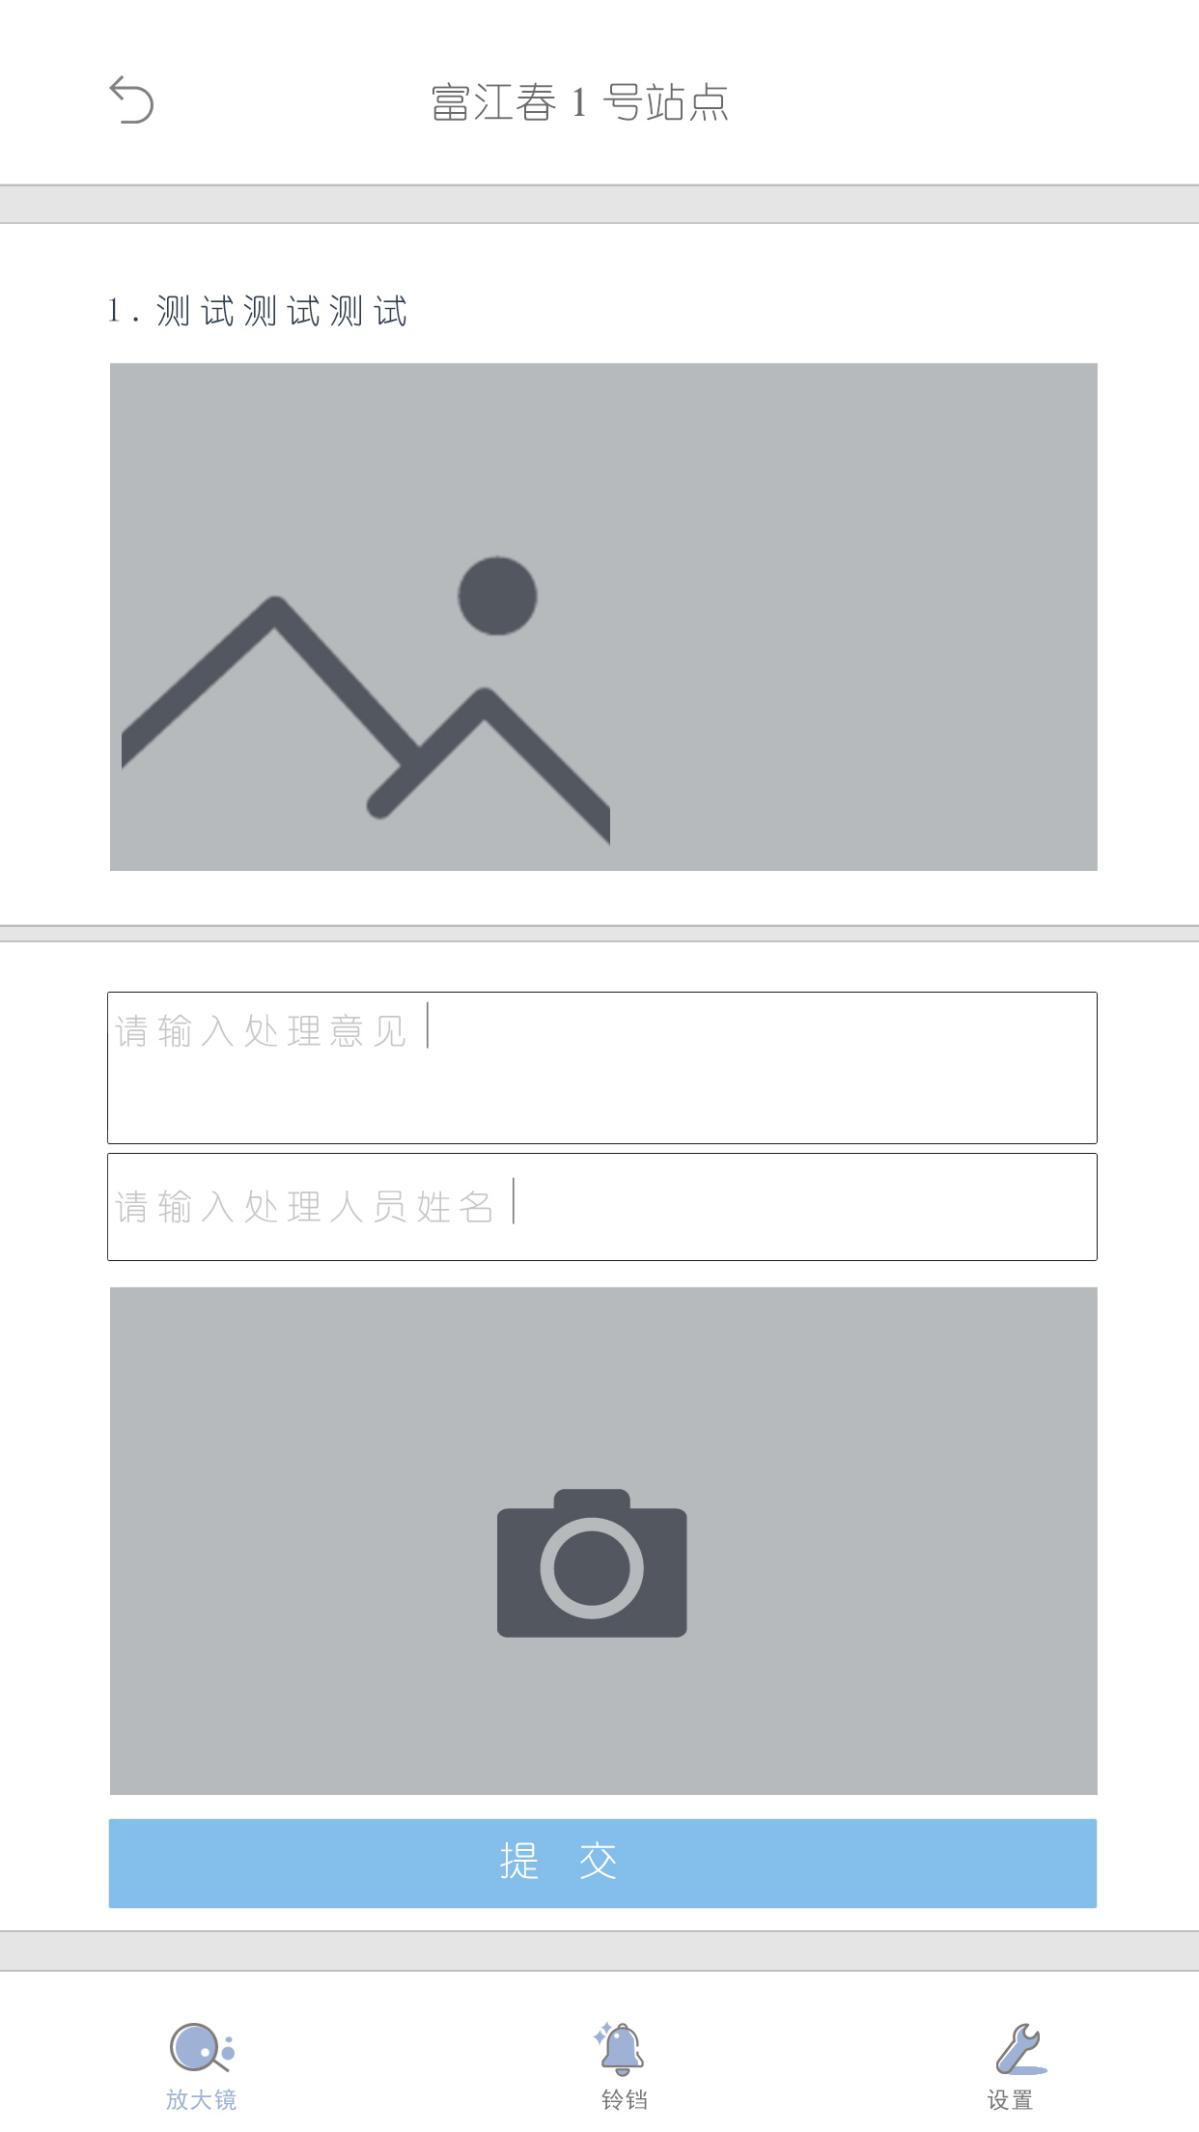 富江春 1 号站点
1. 测试测试测试
请输入处理意见
请输入处理人员姓名
提 交
放大镜
铃铛
设置